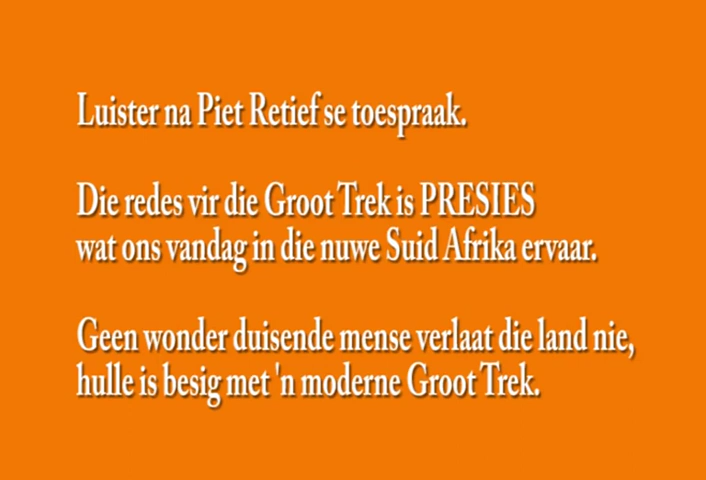 Luister na Piet Retief se toespraak.
Die redes vir die Groot Trek is PRESIES
wat ons vandag in die nuwe Suid Afrika ervaar.
Geen wonder duisende mense verlaat die land nie,
hulle is besig met 'n moderne Groot Trek.